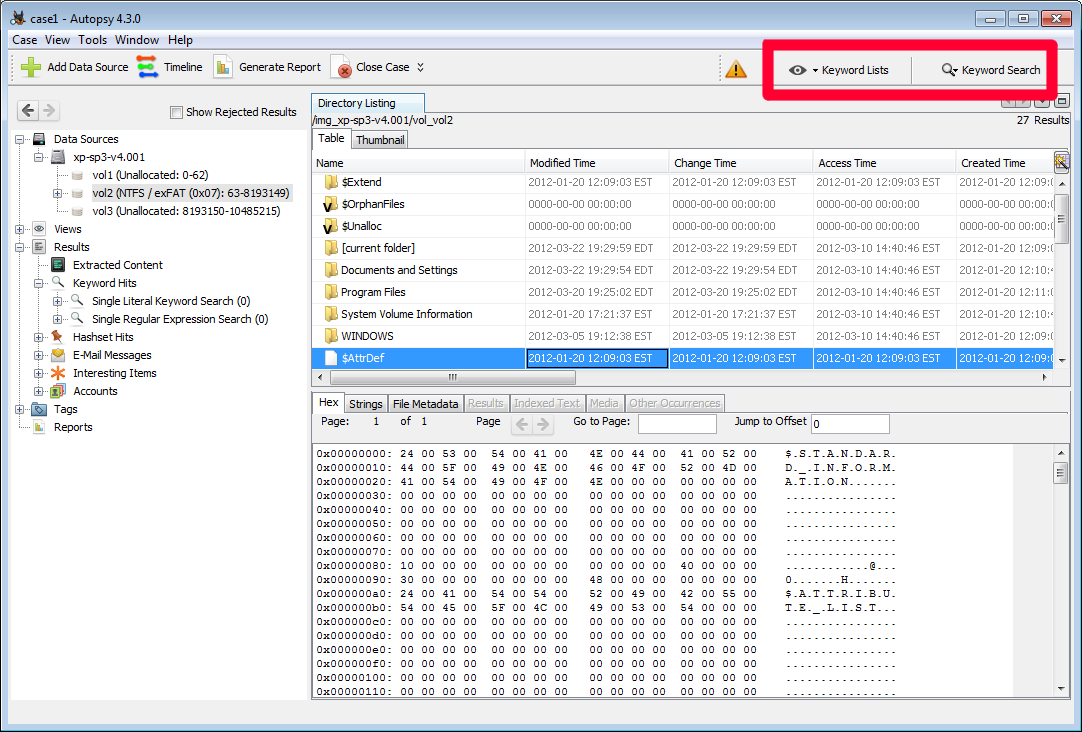 case1 - Autopsy 4.3.0
Case View Tools Window Help
Add Data Source Timeline Generate Report Close Case Keyword Lists Keyword Search
Show Rejected Results
Data Sources
xp-sp3-v4.001
vol1 (Unallocated: 0-62)
vol2 (NTFS / exFAT (0x07): 63-8193149)
vol3 (Unallocated: 8193150-10485215)
Views
Results
Extracted Content
Keyword Hits
Single Literal Keyword Search (0)
Single Regular Expression Search (0)
Hashset Hits
E-Mail Messages
Interesting Items
Accounts
Tags
Reports
Directory Listing
/img_xp-sp3-v4.001/vol_vol2 27 Results
Table Thumbnail
Name Modified Time Change Time Access Time Created Time
$Extend 2012-01-20 12:09:03 EST 2012-01-20 12:09:03 EST 2012-01-20 12:09:03 EST 2012-01-20 12:09:
$OrphanFiles 0000-00-00 00:00:00 0000-00-00 00:00:00 0000-00-00 00:00:00 0000-00-00 00:00:
$Unalloc 0000-00-00 00:00:00 0000-00-00 00:00:00 0000-00-00 00:00:00 0000-00-00 00:00:
[current folder] 2012-03-22 19:29:59 EDT 2012-03-22 19:29:59 EDT 2012-03-10 14:40:46 EST 2012-01-20 12:09:
Documents and Settings 2012-03-22 19:29:54 EDT 2012-03-22 19:29:54 EDT 2012-03-10 14:40:46 EST 2012-01-20 12:10:
Program Files 2012-03-20 19:25:02 EDT 2012-03-20 19:25:02 EDT 2012-03-10 14:40:46 EST 2012-01-20 12:11:
System Volume Information 2012-01-20 17:21:37 EST 2012-01-20 17:21:37 EST 2012-03-10 14:40:46 EST 2012-01-20 12:10:
WINDOWS 2012-03-05 19:12:38 EST 2012-03-05 19:12:38 EST 2012-03-10 14:40:46 EST 2012-01-20 12:09:
$AttrDef 2012-01-20 12:09:03 EST 2012-01-20 12:09:03 EST 2012-01-20 12:09:03 EST 2012-01-20 12:09:
Hex Strings File Metadata Results Indexed Text Media Other Occurrences
Page: 1 of 1 Page Go to Page: Jump to Offset 0
0x00000000: 24 00 53 00 54 00 41 00 4E 00 44 00 41 00 52 00 $.S.T.A.N.D.A.R.
0x00000010: 44 00 5F 00 49 00 4E 00 46 00 4F 00 52 00 4D 00 D._.I.N.F.O.R.M.
0x00000020: 41 00 54 00 49 00 4F 00 4E 00 00 00 00 00 00 00 A.T.I.O.N.......
0x00000030: 00 00 00 00 00 00 00 00 00 00 00 00 00 00 00 00 ................
0x00000040: 00 00 00 00 00 00 00 00 00 00 00 00 00 00 00 00 ................
0x00000050: 00 00 00 00 00 00 00 00 00 00 00 00 00 00 00 00 ................
0x00000060: 00 00 00 00 00 00 00 00 00 00 00 00 00 00 00 00 ................
0x00000070: 00 00 00 00 00 00 00 00 00 00 00 00 00 00 00 00 ................
0x00000080: 10 00 00 00 00 00 00 00 00 00 00 00 40 00 00 00 ............@...
0x00000090: 30 00 00 00 00 00 00 00 48 00 00 00 00 00 00 00 0.......H.......
0x000000a0: 24 00 41 00 54 00 54 00 52 00 49 00 42 00 55 00 $.A.T.T.R.I.B.U.
0x000000b0: 54 00 45 00 5F 00 4C 00 49 00 53 00 54 00 00 00 T.E._.L.I.S.T...
0x000000c0: 00 00 00 00 00 00 00 00 00 00 00 00 00 00 00 00 ................
0x000000d0: 00 00 00 00 00 00 00 00 00 00 00 00 00 00 00 00 ................
0x000000e0: 00 00 00 00 00 00 00 00 00 00 00 00 00 00 00 00 ................
0x000000f0: 00 00 00 00 00 00 00 00 00 00 00 00 00 00 00 00 ................
0x00000100: 00 00 00 00 00 00 00 00 00 00 00 00 00 00 00 00 ................
0x00000110: 00 00 00 00 00 00 00 00 00 00 00 00 00 00 00 00 ................